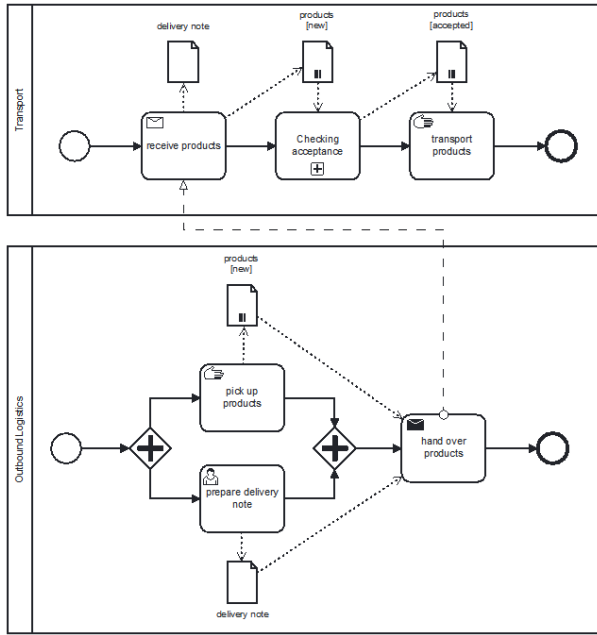 delivery note
products
[new]
products
[accepted]
Transport
receive products
Checking
acceptance
transport
products
products
[new]
Outbound Logistics
pick up
products
hand over
products
prepare delivery
note
delivery note